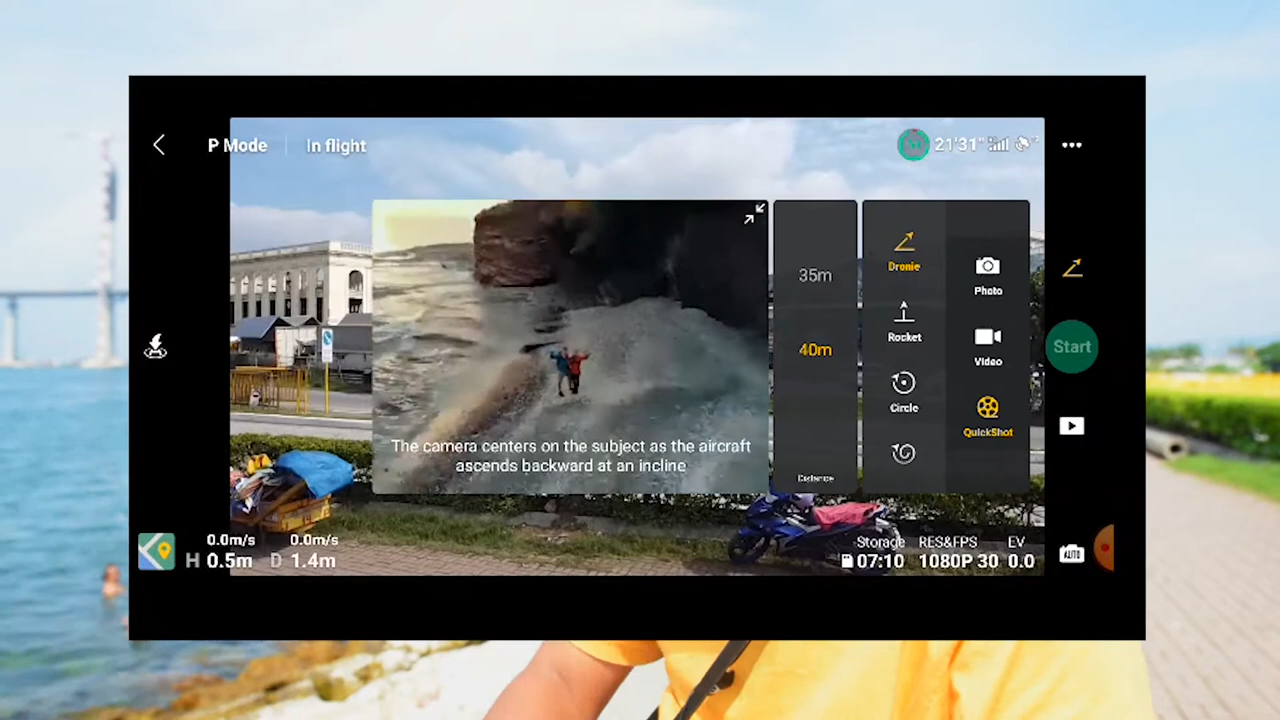 P Mode
In flight
21'31"
35m
40m
Distance
Dronie
Rocket
Circle
Photo
Video
QuickShot
Start
The camera centers on the subject as the aircraft
ascends backward at an incline
0.0m/s 0.0m/s
H 0.5m D 1.4m
Storage RES&FPS EV
07:10 1080P 30 0.0
AUTO